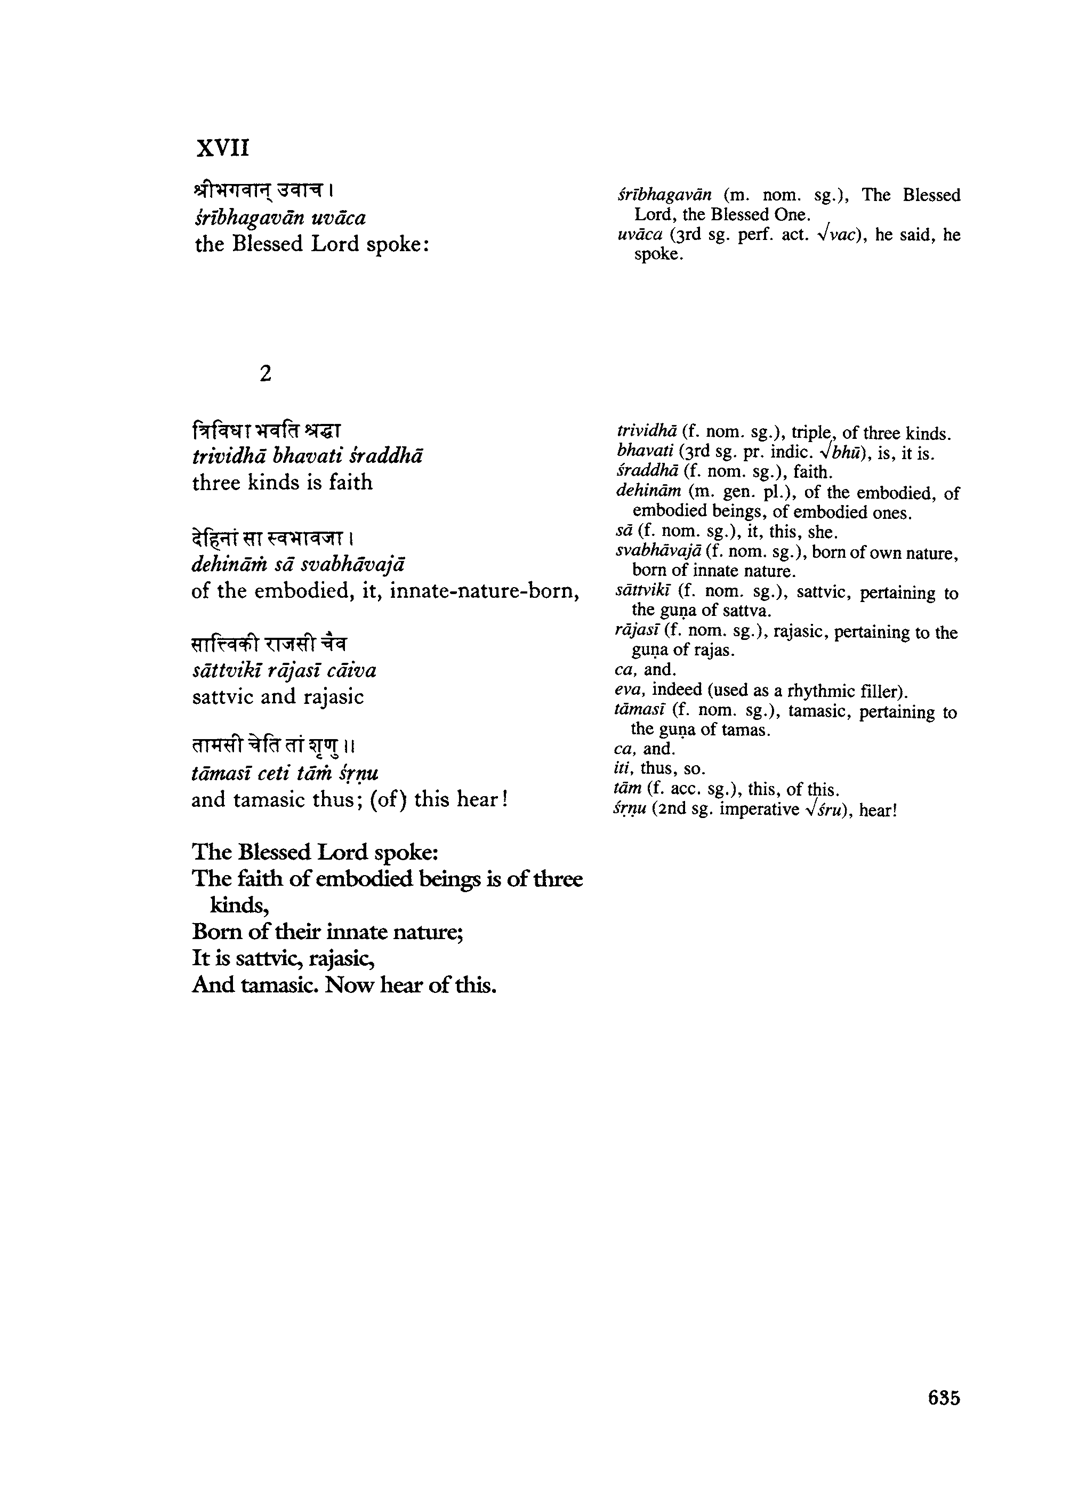 XVII
श्रीभगवान् उवाच ।
śrībhagavān uvāca
the Blessed Lord spoke:
śrībhagavān (m. nom. sg.), The Blessed
Lord, the Blessed One.
uvāca (3rd sg. perf. act. √vac), he said, he
spoke.
2
त्रिविधा भवति श्रद्धा
trividhā bhavati śraddhā
three kinds is faith
देहिनां सा स्वभावजा ।
dehināṁ sā svabhāvajā
of the embodied, it, innate-nature-born,
सात्त्विकी राजसी चैव
sāttvikī rājasī cāiva
sattvic and rajasic
तामसी चेति तां शृणु ॥
tāmasī ceti tāṁ śṛṇu
and tamasic thus; (of) this hear!
The Blessed Lord spoke:
The faith of embodied beings is of three
kinds,
Born of their innate nature;
It is sattvic, rajasic,
And tamasic. Now hear of this.
trividhā (f. nom. sg.), triple, of three kinds.
bhavati (3rd sg. pr. indic. √bhū), is, it is.
śraddhā (f. nom. sg.), faith.
dehinām (m. gen. pl.), of the embodied, of
embodied beings, of embodied ones.
sā (f. nom. sg.), it, this, she.
svabhāvajā (f. nom. sg.), born of own nature,
born of innate nature.
sāttvikī (f. nom. sg.), sattvic, pertaining to
the guṇa of sattva.
rājasī (f. nom. sg.), rajasic, pertaining to the
guṇa of rajas.
ca, and.
eva, indeed (used as a rhythmic filler).
tāmasī (f. nom. sg.), tamasic, pertaining to
the guṇa of tamas.
ca, and.
iti, thus, so.
tām (f. acc. sg.), this, of this.
śṛṇu (2nd sg. imperative √śru), hear!
635